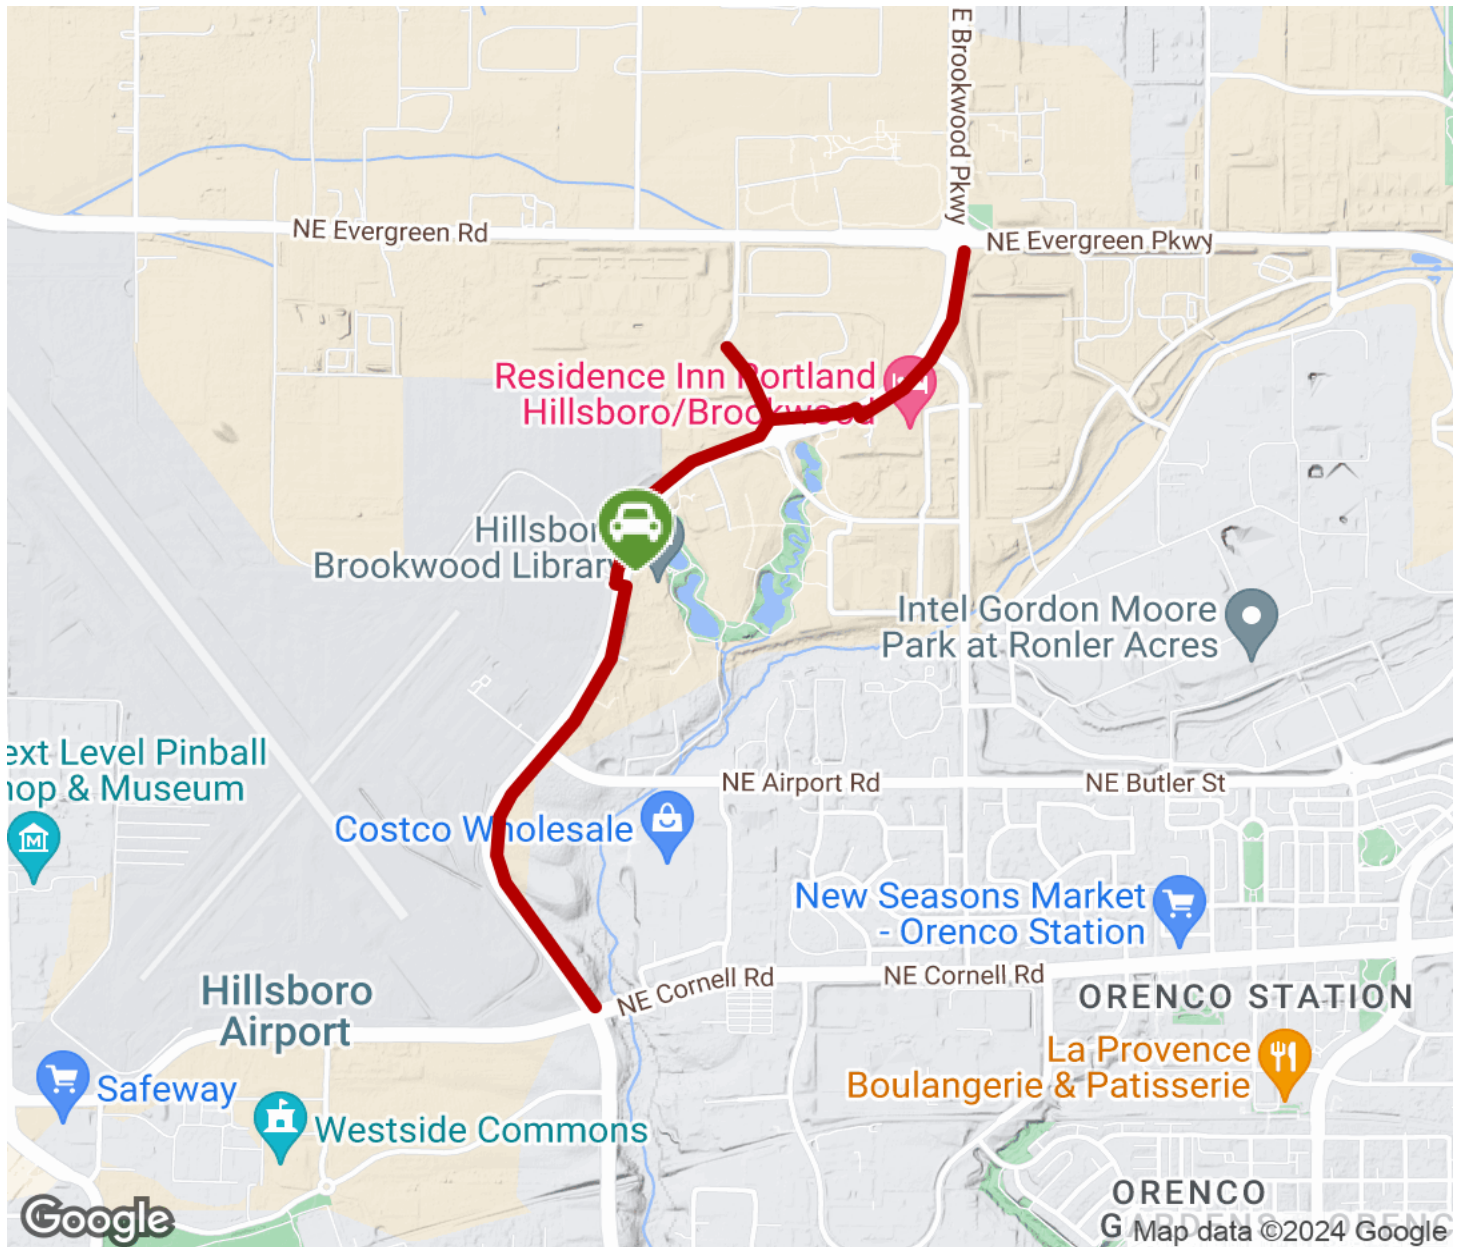 E Brookwood Pkwy
NE Evergreen Rd
NE Evergreen Pkwy
Residence Inn Portland
Hillsboro/Brookwood
Hillsboro
Brookwood Library
Intel Gordon Moore
Park at Ronler Acres
ext Level Pinball
hop & Museum
M
NE Airport Rd
NE Butler St
Costco Wholesale
New Seasons Market
- Orenco Station
NE Cornell Rd
NE Cornell Rd
Hillsboro
Airport
ORENCO STATION
La Provence
Boulangerie & Patisserie
Safeway
Westside Commons
ORENCO
Google
Map data ©2024 Google